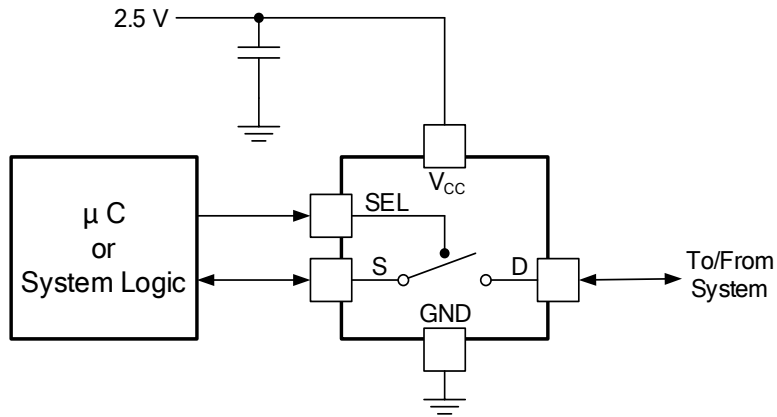 2.5 V
V_CC
μ C
or
System Logic
SEL
S
D
GND
To/From
System